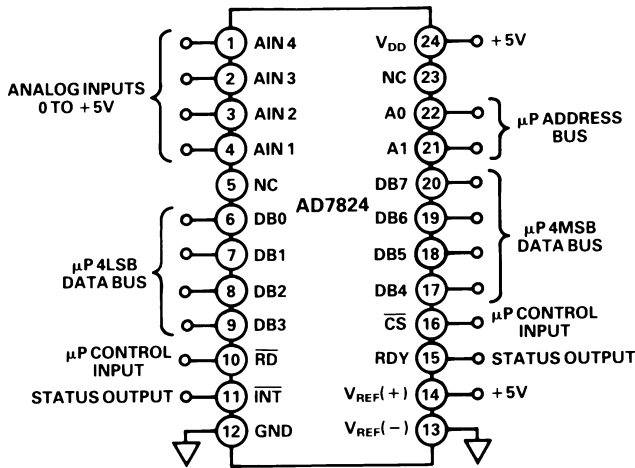 ANALOG INPUTS
0 TO +5V
1 AIN 4
2 AIN 3
3 AIN 2
4 AIN 1
5 NC
μP 4LSB
DATA BUS
6 DB0
7 DB1
8 DB2
9 DB3
μP CONTROL
INPUT
10 R̅D̅
STATUS OUTPUT
11 I̅N̅T̅
12 GND
AD7824
VDD 24 +5V
NC 23
A0 22
A1 21
μP ADDRESS
BUS
DB7 20
DB6 19
DB5 18
DB4 17
μP 4MSB
DATA BUS
C̅S̅ 16
μP CONTROL
INPUT
RDY 15 STATUS OUTPUT
VREF(+) 14 +5V
VREF(−) 13